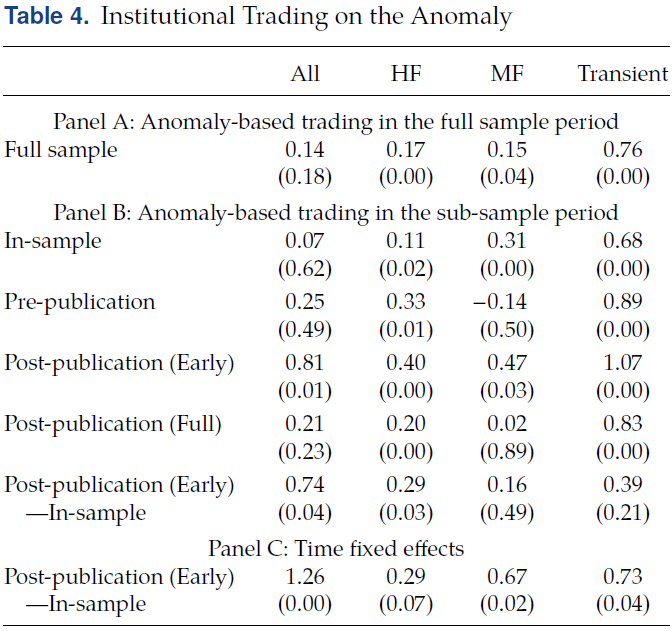 Table 4. Institutional Trading on the Anomaly
All HF MF Transient
Panel A: Anomaly-based trading in the full sample period
Full sample 0.14 0.17 0.15 0.76
(0.18) (0.00) (0.04) (0.00)
Panel B: Anomaly-based trading in the sub-sample period
In-sample 0.07 0.11 0.31 0.68
(0.62) (0.02) (0.00) (0.00)
Pre-publication 0.25 0.33 −0.14 0.89
(0.49) (0.01) (0.50) (0.00)
Post-publication (Early) 0.81 0.40 0.47 1.07
(0.01) (0.00) (0.03) (0.00)
Post-publication (Full) 0.21 0.20 0.02 0.83
(0.23) (0.00) (0.89) (0.00)
Post-publication (Early) 0.74 0.29 0.16 0.39
—In-sample (0.04) (0.03) (0.49) (0.21)
Panel C: Time fixed effects
Post-publication (Early) 1.26 0.29 0.67 0.73
—In-sample (0.00) (0.07) (0.02) (0.04)